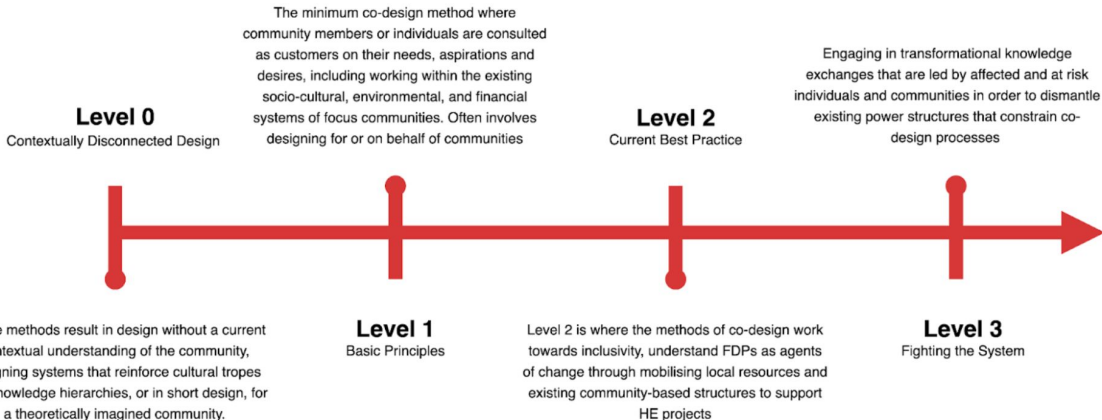 The minimum co-design method where
community members or individuals are consulted
as customers on their needs, aspirations and
desires, including working within the existing
socio-cultural, environmental, and financial
systems of focus communities. Often involves
designing for or on behalf of communities
Engaging in transformational knowledge
exchanges that are led by affected and at risk
individuals and communities in order to dismantle
existing power structures that constrain co-
design processes
Level 0
Contextually Disconnected Design
Level 2
Current Best Practice
methods result in design without a current
understanding of the community,
systems that reinforce cultural tropes
hierarchies, or in short design, for
a theoretically imagined community.
Level 1
Basic Principles
Level 2 is where the methods of co-design work
towards inclusivity, understand FDPs as agents
of change through mobilising local resources and
existing community-based structures to support
HE projects
Level 3
Fighting the System